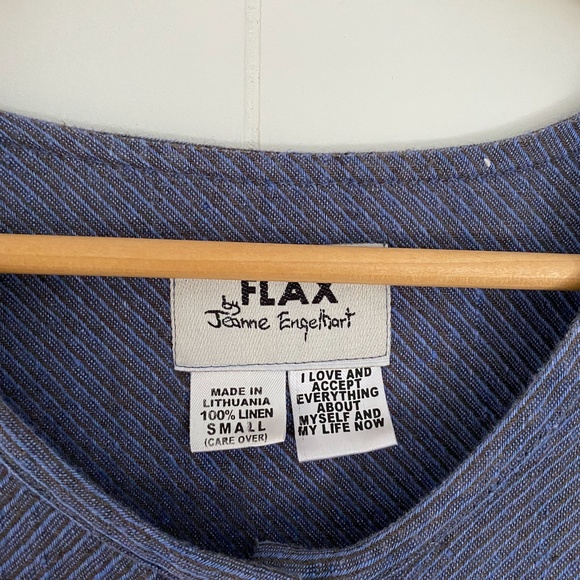 FLAX
by
Jeanne Engelhart
MADE IN
LITHUANIA
100% LINEN
SMALL
(CARE OVER)
I LOVE AND
ACCEPT
EVERYTHING
ABOUT
MYSELF AND
MY LIFE NOW